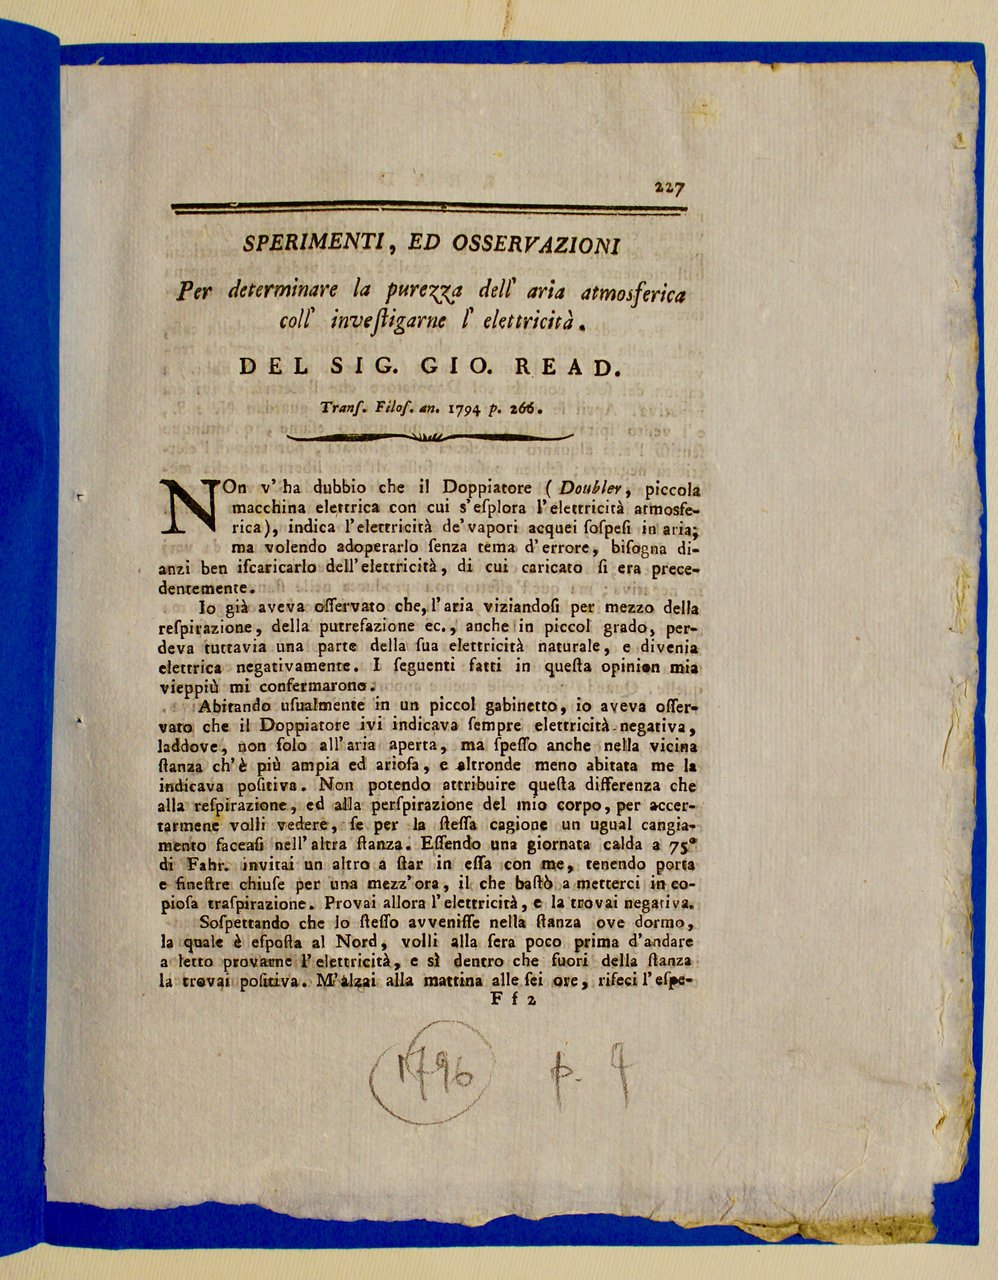 227
SPERIMENTI, ED OSSERVAZIONI
Per determinare la purezza dell' aria atmosferica
coll' inveſtigarne l' elettricità.
DEL SIG. GIO. READ.
Tranſ. Filoſ. an. 1794 p. 266.
NOn v' ha dubbio che il Doppiatore (Doubler, piccola
macchina elettrica con cui s'eſplora l'elettricità atmosfe-
rica), indica l'elettricità de' vapori acquei ſoſpeſi in aria;
ma volendo adoperarlo ſenza tema d'errore, biſogna di-
anzi ben iſcaricarlo dell'elettricità, di cui caricato ſi era prece-
dentemente.
Io già aveva oſſervato che, l'aria viziandoſi per mezzo della
reſpirazione, della putrefazione ec., anche in piccol grado, per-
deva tuttavia una parte della ſua elettricità naturale, e divenia
elettrica negativamente. I ſeguenti fatti in queſta opinion mia
vieppiù mi confermarono.
Abitando uſualmente in un piccol gabinetto, io aveva oſſer-
vato che il Doppiatore ivi indicava ſempre elettricità negativa,
laddove, non ſolo all'aria aperta, ma ſpeſſo anche nella vicina
ſtanza ch'è più ampia ed arioſa, e altronde meno abitata me la
indicava poſitiva. Non potendo attribuire queſta differenza che
alla reſpirazione, ed alla perſpirazione del mio corpo, per accer-
tarmene volli vedere, ſe per la ſteſſa cagione un ugual cangia-
mento faceaſi nell'altra ſtanza. Eſſendo una giornata calda a 75°
di Fahr. invitai un altro a ſtar in eſſa con me, tenendo porta
e fineſtre chiuſe per una mezz'ora, il che baſtò a metterci in co-
pioſa traſpirazione. Provai allora l'elettricità, e la trovai negativa.
Soſpettando che lo ſteſſo avveniſſe nella ſtanza ove dormo,
la quale è eſpoſta al Nord, volli alla ſera poco prima d'andare
a letto provarne l'elettricità, e sì dentro che fuori della ſtanza
la trovai poſitiva. M'alzai alla mattina alle ſei ore, rifeci l'eſpe-
F f 2
1796 p. 9